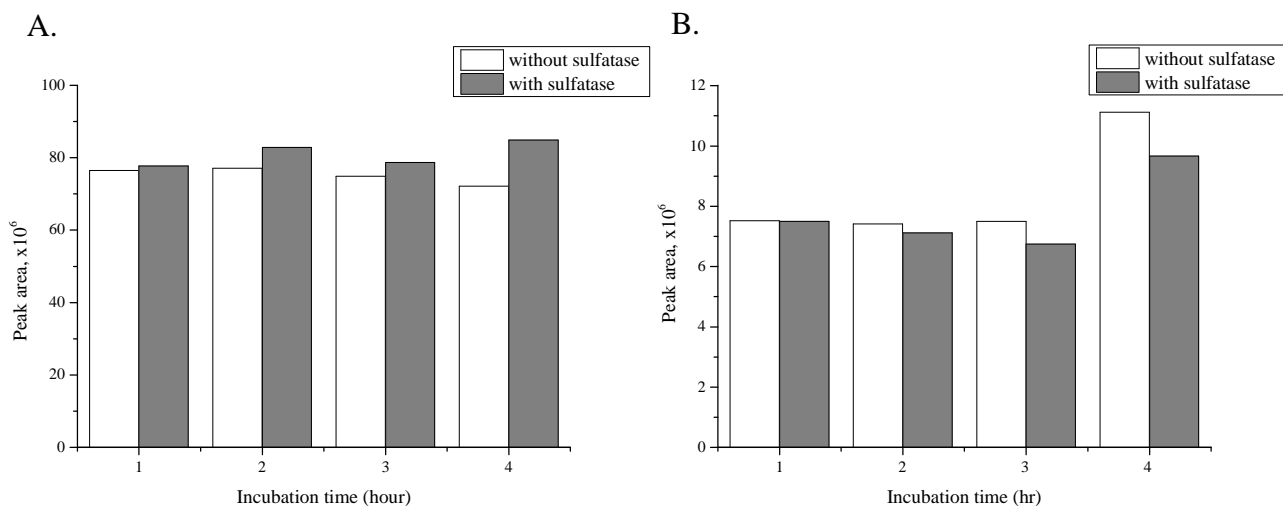 A.
without sulfatase
with sulfatase
100
80
60
40
20
0
Peak area, x10⁶
1 2 3 4
Incubation time (hour)
B.
without sulfatase
with sulfatase
12
10
8
6
4
2
0
Peak area, x10⁶
1 2 3 4
Incubation time (hr)